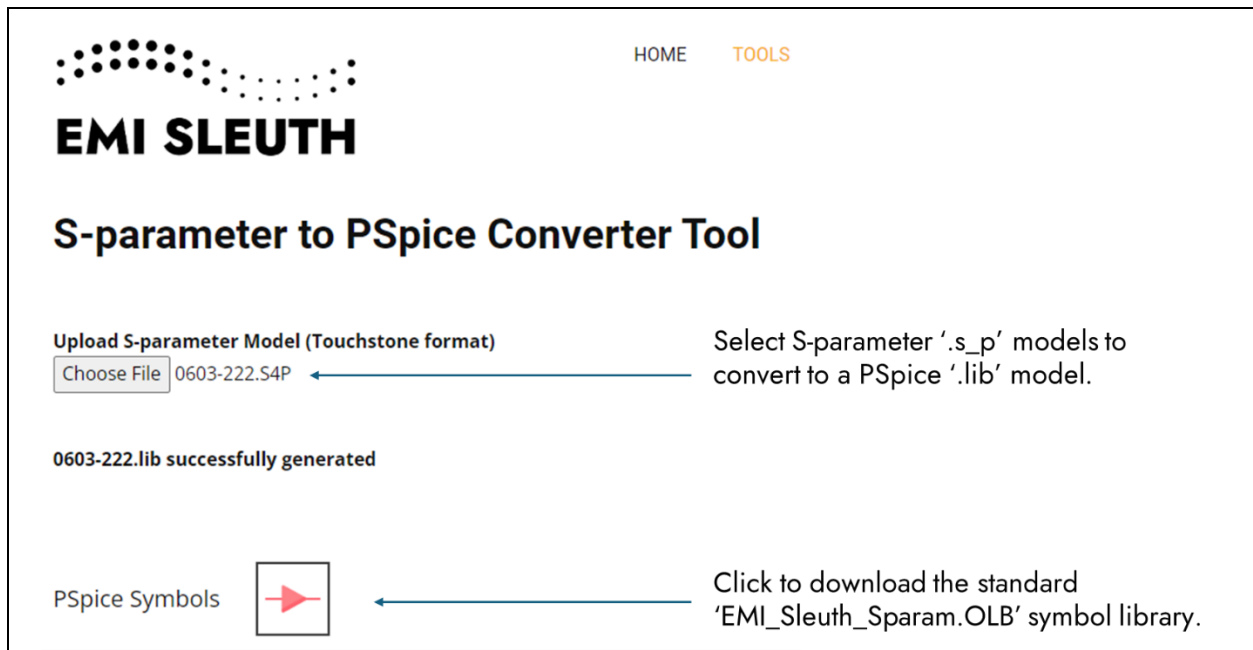 HOME TOOLS
EMI SLEUTH
S-parameter to PSpice Converter Tool
Upload S-parameter Model (Touchstone format)
Choose File 0603-222.S4P
Select S-parameter ‘.s_p’ models to
convert to a PSpice ‘.lib’ model.
0603-222.lib successfully generated
PSpice Symbols
Click to download the standard
‘EMI_Sleuth_Sparam.OLB’ symbol library.